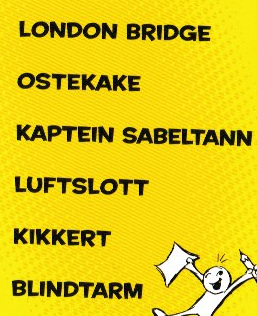 LONDON BRIDGE
OSTEKAKE
KAPTEIN SABELTANN
LUFTSLOTT
KIKKERT
BLINDTARM